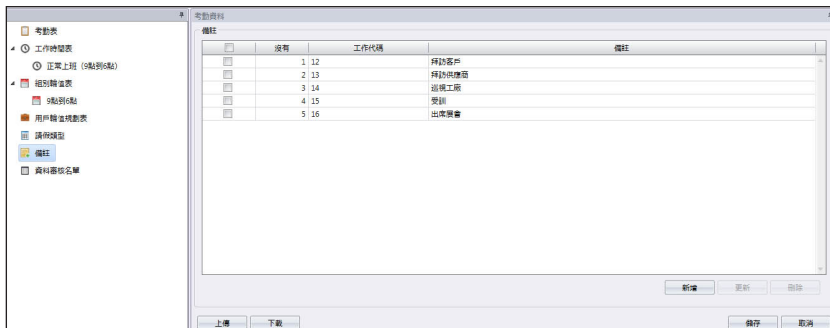 考勤表
工作時間表
正常上班（9點到6點）
組別輪值表
9點到6點
用戶輪值規劃表
請假類型
備註
資料審核名單
考勤資料
備註
沒有 工作代碼 備註
1 12 拜訪客戶
2 13 拜訪供應商
3 14 巡視工廠
4 15 受訓
5 16 出席展會
新增 更新 刪除
上傳 下載 儲存 取消